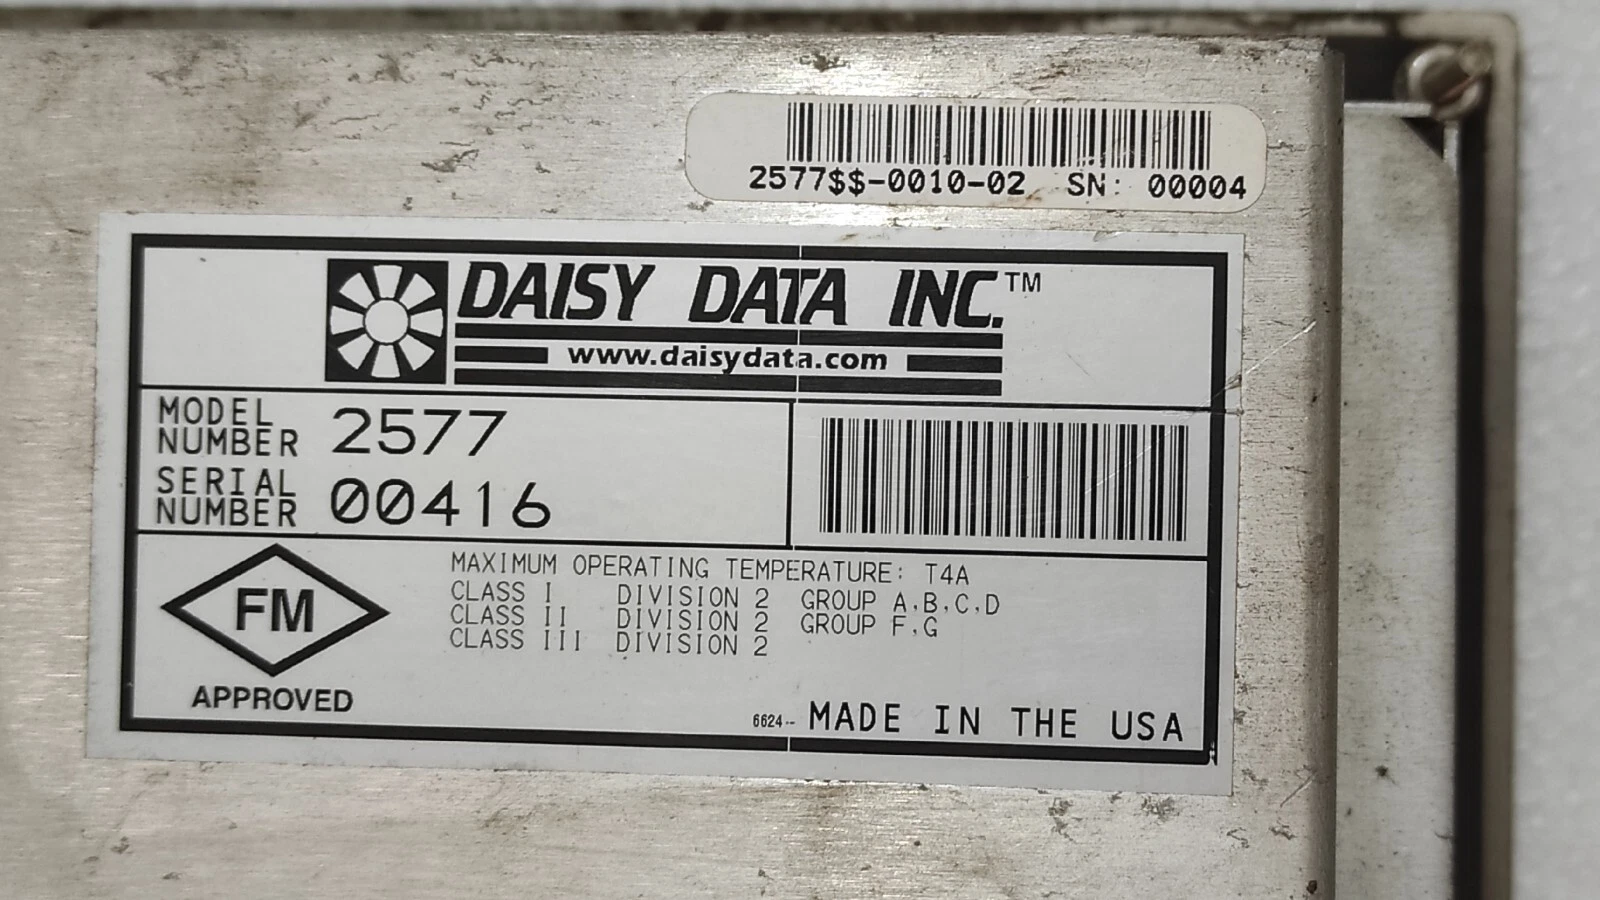 2577$$-0010-02 SN: 00004
DAISY DATA INC.™
www.daisydata.com
MODEL NUMBER 2577
SERIAL NUMBER 00416
FM
APPROVED
MAXIMUM OPERATING TEMPERATURE: T4A
CLASS I DIVISION 2 GROUP A,B,C,D
CLASS II DIVISION 2 GROUP F,G
CLASS III DIVISION 2
6624-- MADE IN THE USA